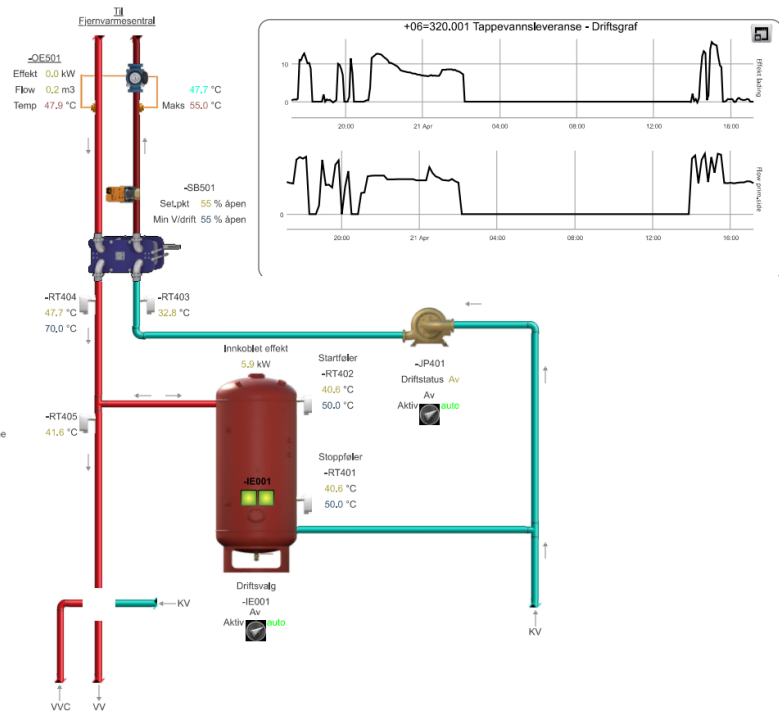 Til
Fjernvarmesentral
-OE501
Effekt 0.0 kW
Flow 0.2 m3
Temp 47.9 °C
47.7 °C
Maks 55.0 °C
-SB501
Set.pkt 55 % åpen
Min V/drift 55 % åpen
+06=320.001 Tappevannsleveranse - Driftsgraf
10
0
Effekt lading
20:00 21 Apr 04:00 08:00 12:00 16:00
0
Flow prim.side
20:00 21 Apr 04:00 08:00 12:00 16:00
-RT404
47.7 °C
70.0 °C
-RT403
32.8 °C
Innkoblet effekt
5.9 kW
Startføler
-RT402
40.6 °C
50.0 °C
-JP401
Driftstatus Av
Av
Aktiv auto
-RT405
41.6 °C
e
Stoppføler
-RT401
40.6 °C
50.0 °C
-IE001
Driftsvalg
-IE001
Av
Aktiv auto
KV
KV
VVC
VV